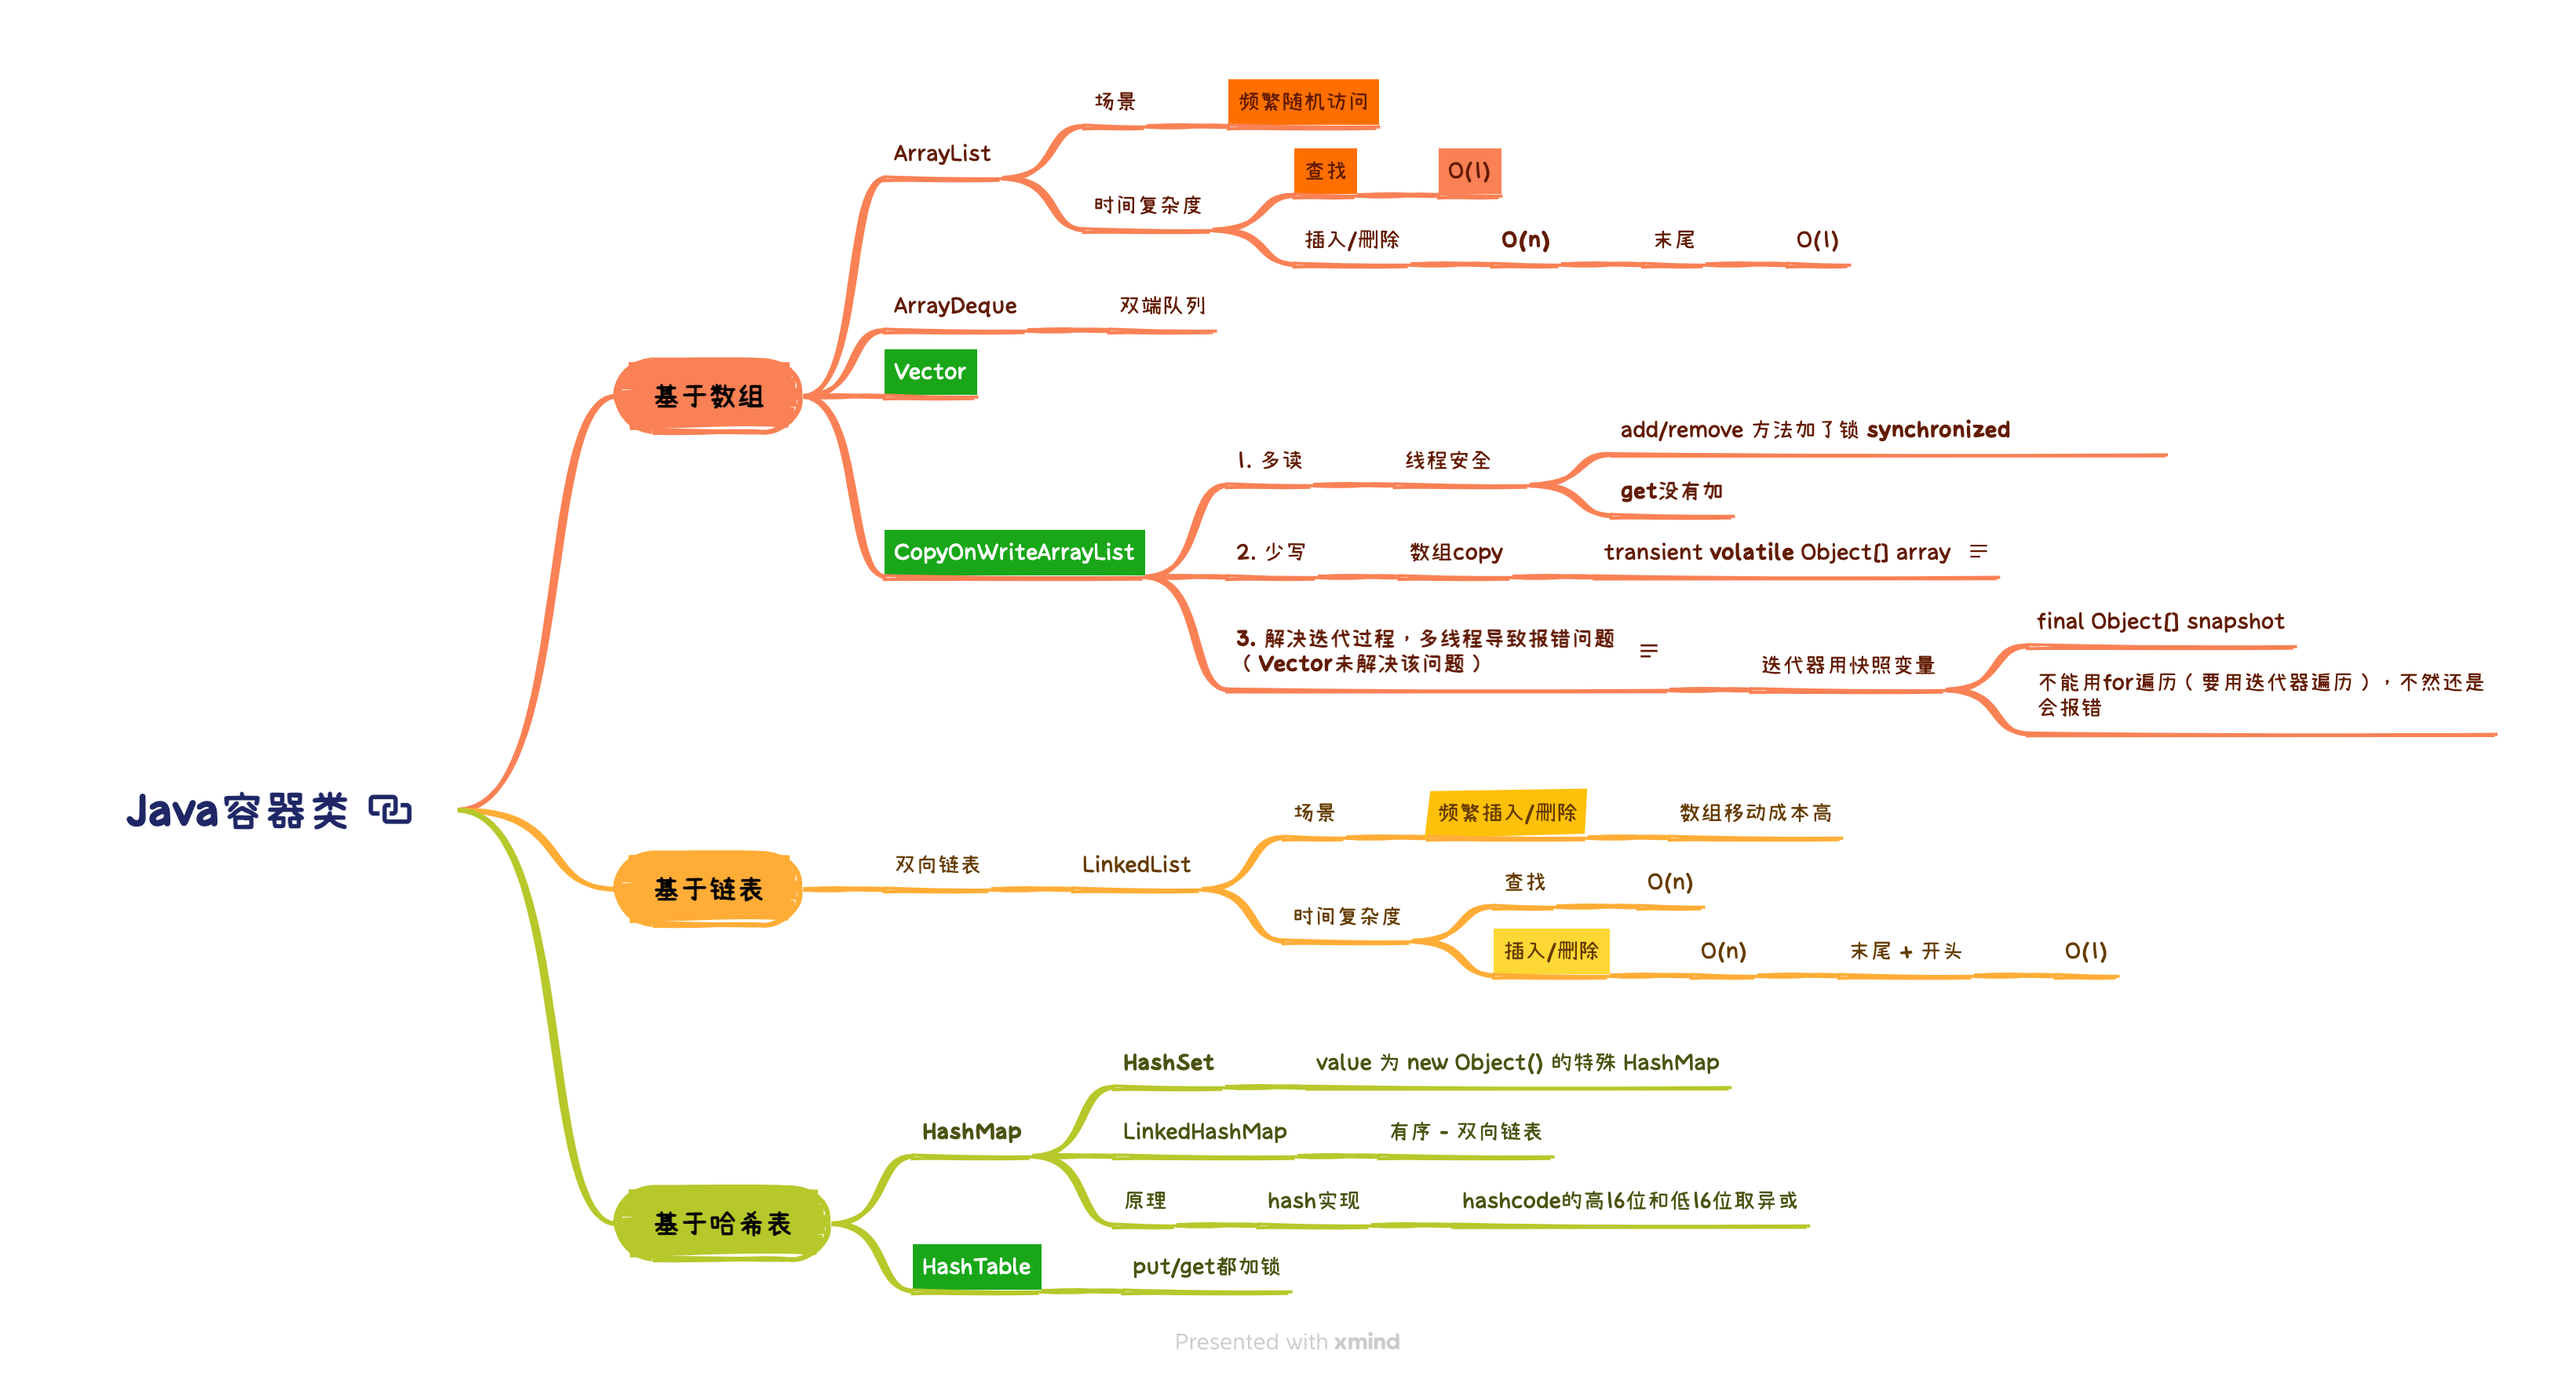 Java容器类
基于数组
ArrayList
场景
频繁随机访问
时间复杂度
查找
O(1)
插入/删除
O(n)
末尾
O(1)
ArrayDeque
双端队列
Vector
CopyOnWriteArrayList
1. 多读
线程安全
add/remove 方法加了锁 synchronized
get没有加
2. 少写
数组copy
transient volatile Object[] array
3. 解决迭代过程，多线程导致报错问题
（Vector未解决该问题）
迭代器用快照变量
final Object[] snapshot
不能用for遍历（要用迭代器遍历），不然还是
会报错
基于链表
双向链表
LinkedList
场景
频繁插入/删除
数组移动成本高
时间复杂度
查找
O(n)
插入/删除
O(n)
末尾 + 开头
O(1)
基于哈希表
HashMap
HashSet
value 为 new Object() 的特殊 HashMap
LinkedHashMap
有序 - 双向链表
原理
hash实现
hashcode的高16位和低16位取异或
HashTable
put/get都加锁
Presented with xmind